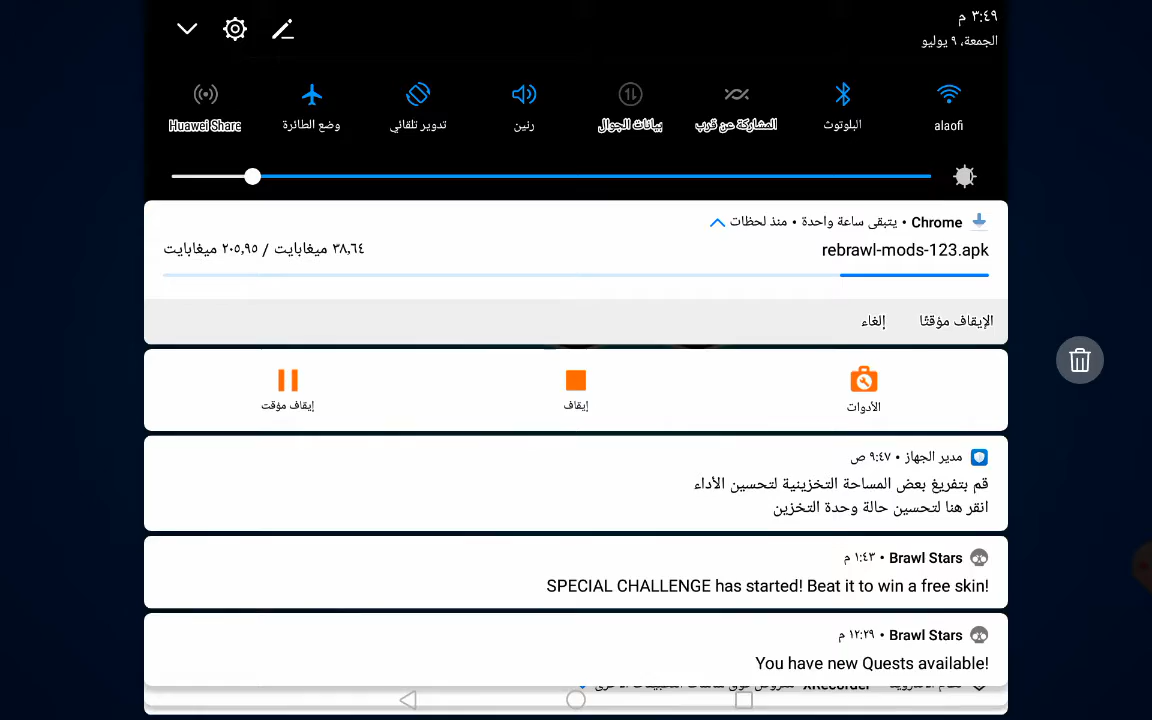 ٣:٤٩ م
الجمعة، ٩ يوليو
alaofi
البلوتوث
المشاركة عن قرب
بيانات الجوال
رنين
تدوير تلقائي
وضع الطائرة
Huawei Share
Chrome • يتبقى ساعة واحدة • منذ لحظات
rebrawl-mods-123.apk
٣٨,٦٤ ميغابايت / ٢٠٥,٩٥ ميغابايت
الإيقاف مؤقتًا
إلغاء
الأدوات
إيقاف
إيقاف مؤقت
مدير الجهاز • ٩:٤٧ ص
قم بتفريغ بعض المساحة التخزينية لتحسين الأداء
انقر هنا لتحسين حالة وحدة التخزين
Brawl Stars • ١:٤٣ م
SPECIAL CHALLENGE has started! Beat it to win a free skin!
Brawl Stars • ١٢:٢٩ م
You have new Quests available!